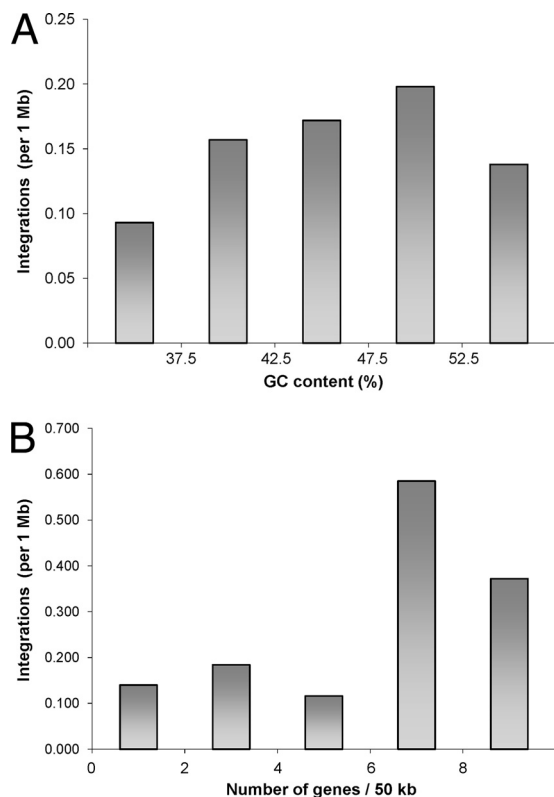 A
0.25
0.20
0.15
0.10
0.05
0.00
Integrations (per 1 Mb)
37.5 42.5 47.5 52.5
GC content (%)
B
0.700
0.600
0.500
0.400
0.300
0.200
0.100
0.000
Integrations (per 1 Mb)
0 2 4 6 8
Number of genes / 50 kb